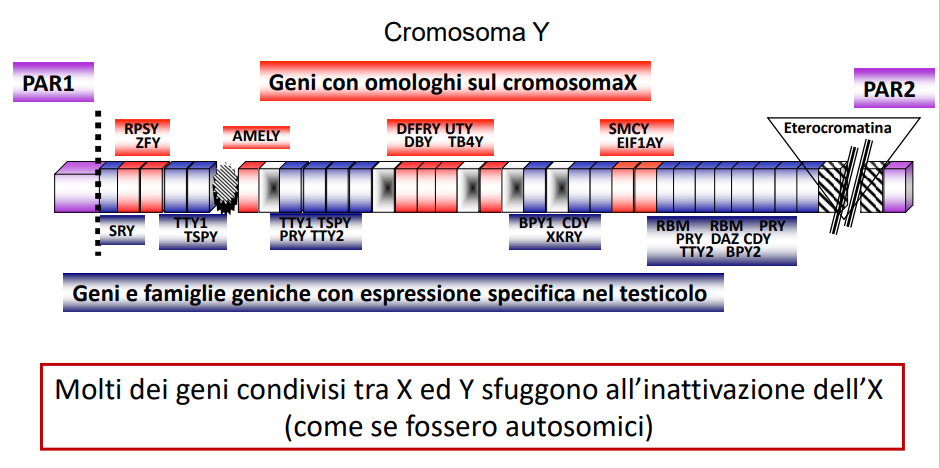 Cromosoma Y
PAR1
Geni con omologhi sul cromosomaX
PAR2
RPSY
ZFY
AMELY
DFFRY UTY
DBY TB4Y
SMCY
EIF1AY
Eterocromatina
SRY
TTY1
TSPY
TTY1 TSPY
PRY TTY2
BPY1 CDY
XKRY
RBM RBM PRY
PRY DAZ CDY
TTY2 BPY2
Geni e famiglie geniche con espressione specifica nel testicolo
Molti dei geni condivisi tra X ed Y sfuggono all’inattivazione dell’X
(come se fossero autosomici)